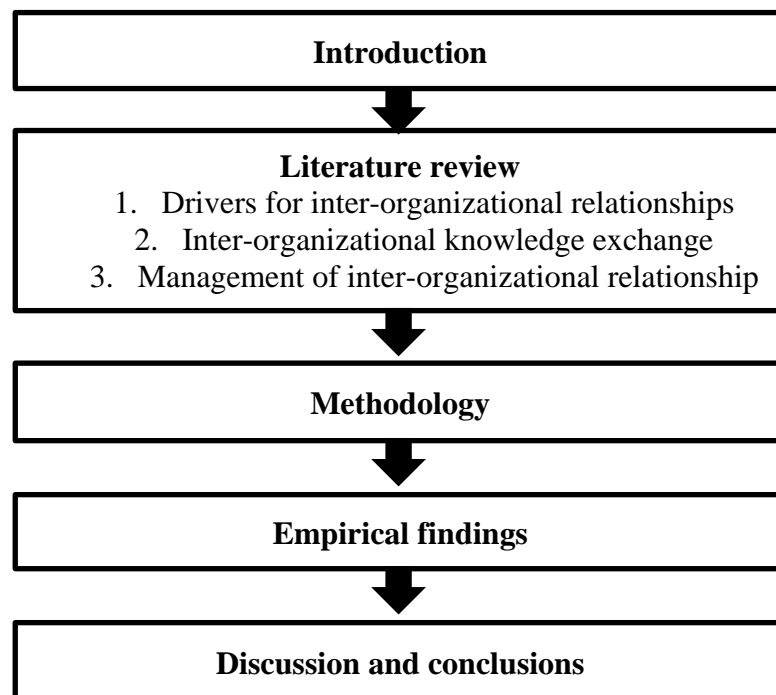 Introduction
Literature review
1. Drivers for inter-organizational relationships
2. Inter-organizational knowledge exchange
3. Management of inter-organizational relationship
Methodology
Empirical findings
Discussion and conclusions